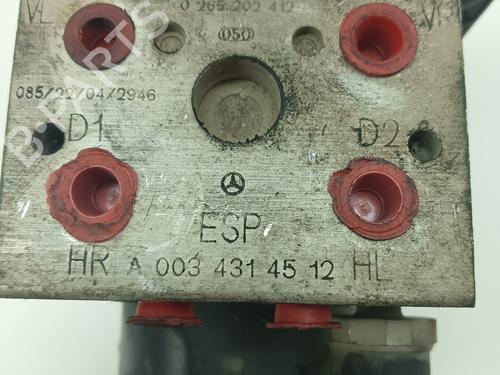 VL 0 265 202 412 V
050
085/22/04/2946
D1 D2
ESP
HR A 003 431 45 12 HL
B-PARTS